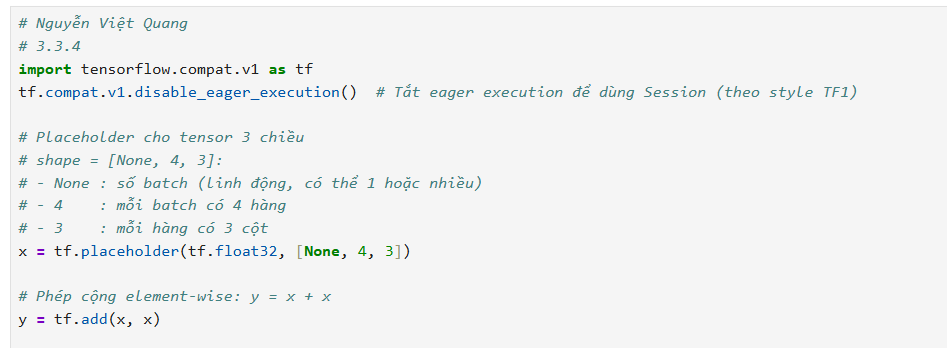 # Nguyễn Việt Quang
# 3.3.4
import tensorflow.compat.v1 as tf
tf.compat.v1.disable_eager_execution()  # Tắt eager execution để dùng Session (theo style TF1)

# Placeholder cho tensor 3 chiều
# shape = [None, 4, 3]:
# - None : số batch (linh động, có thể 1 hoặc nhiều)
# - 4    : mỗi batch có 4 hàng
# - 3    : mỗi hàng có 3 cột
x = tf.placeholder(tf.float32, [None, 4, 3])

# Phép cộng element-wise: y = x + x
y = tf.add(x, x)